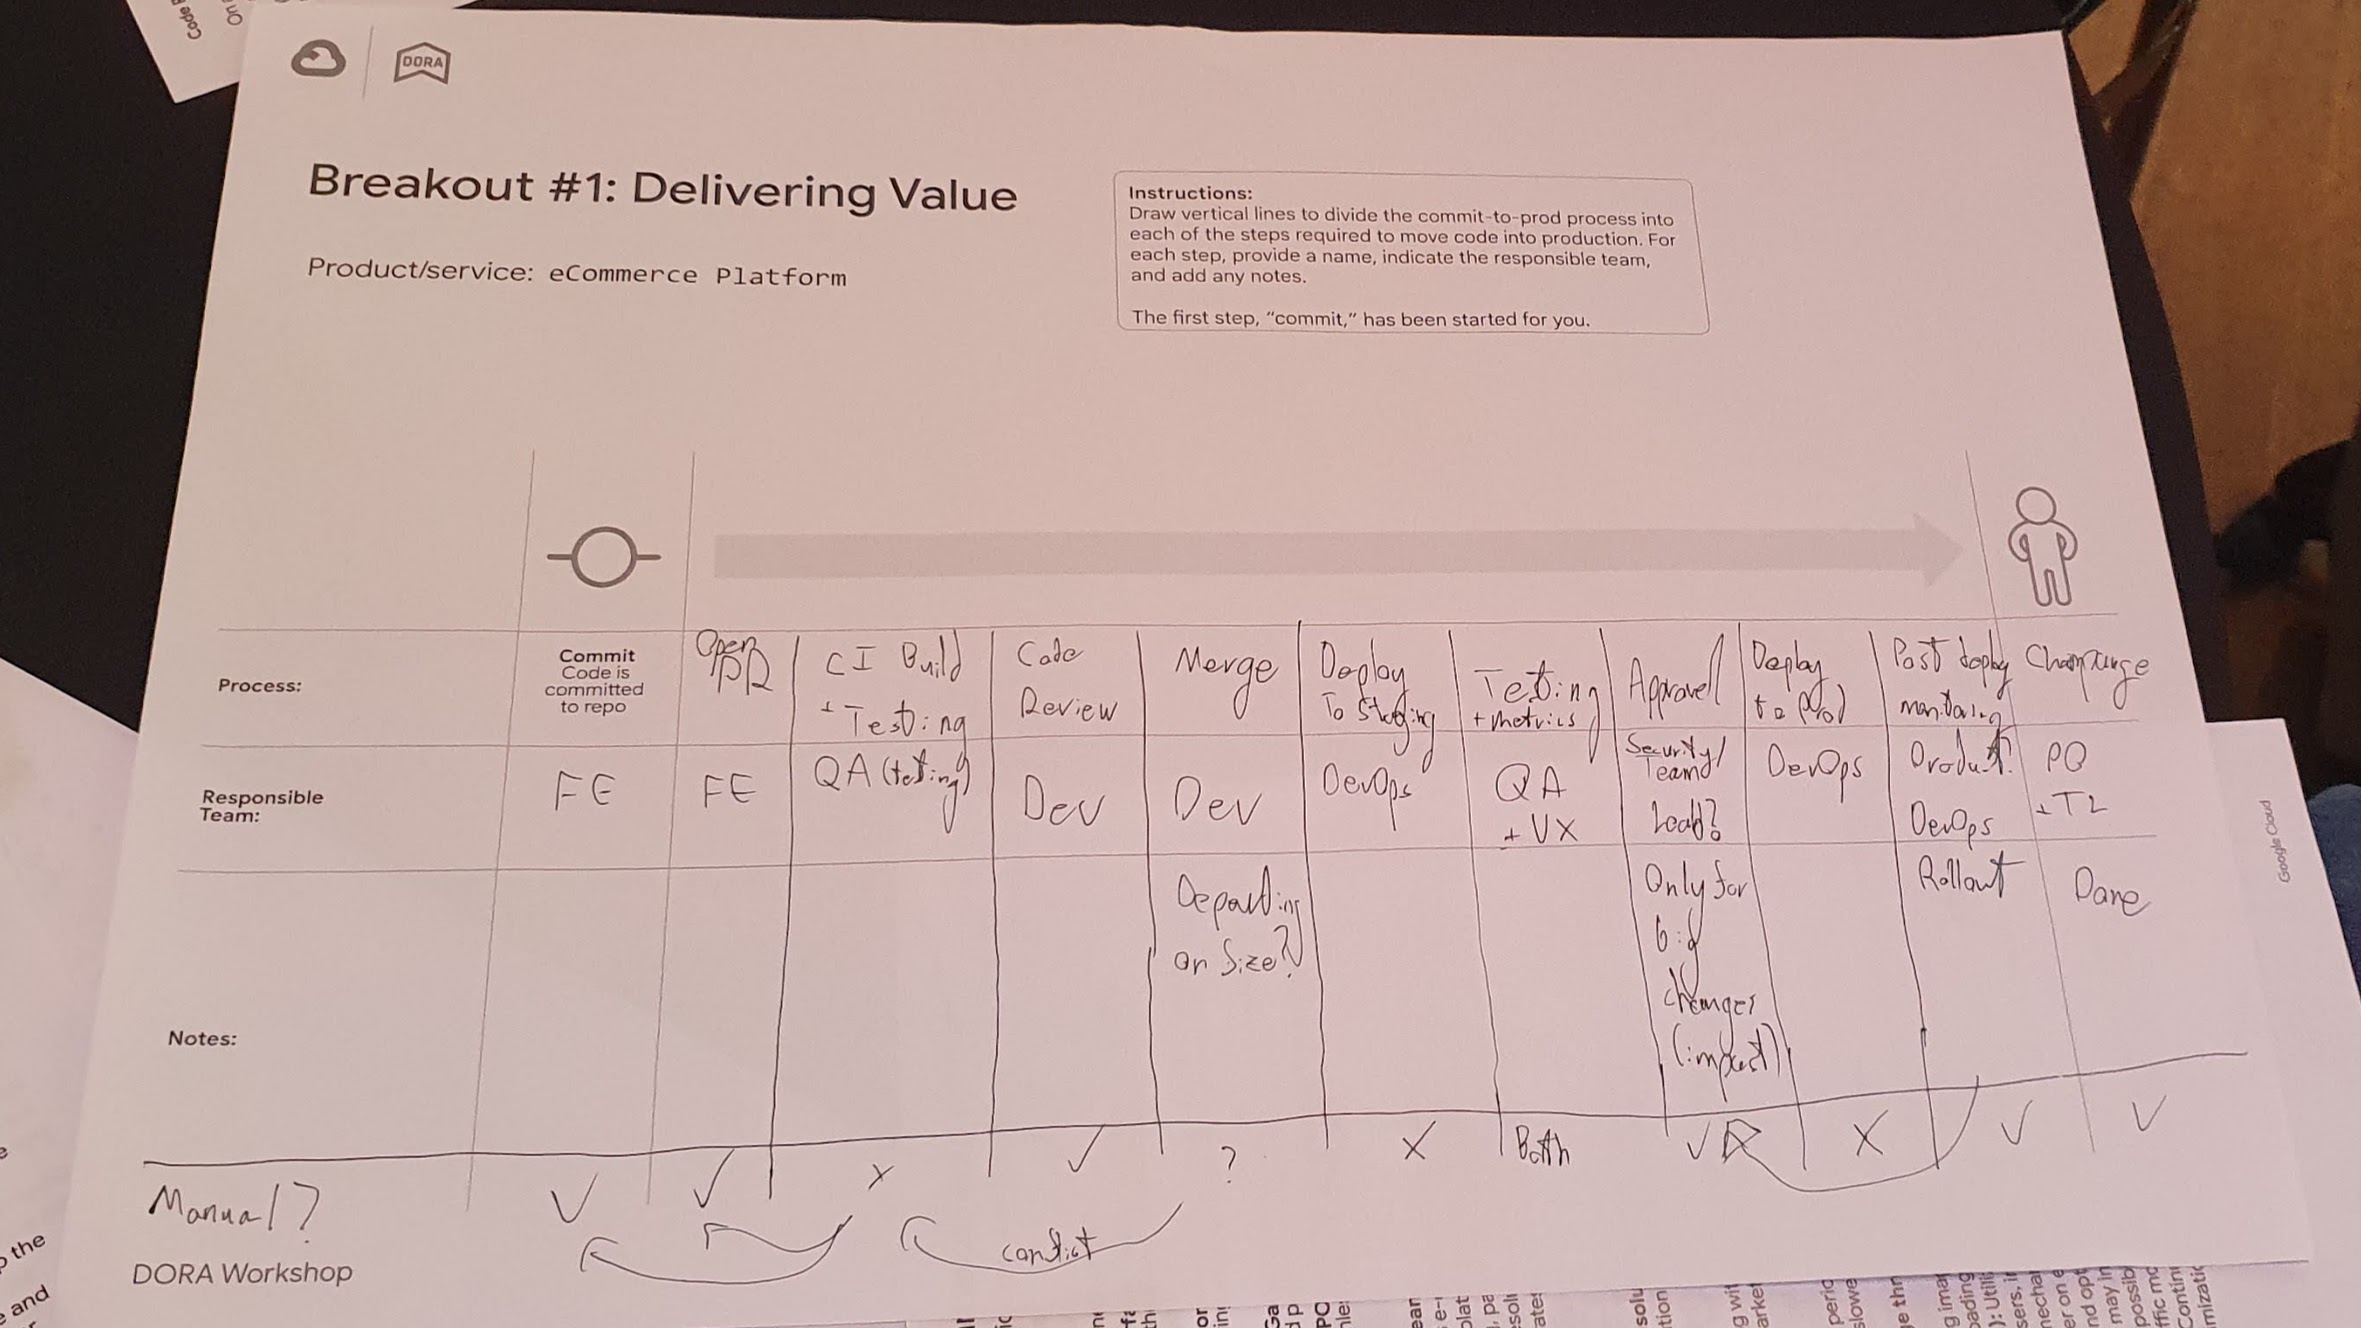 DORA
Breakout #1: Delivering Value
Product/service: eCommerce Platform
Instructions:
Draw vertical lines to divide the commit-to-prod process into
each of the steps required to move code into production. For
each step, provide a name, indicate the responsible team,
and add any notes.
The first step, “commit,” has been started for you.
Process:
Commit
Code is
committed
to repo
Open
PR
CI Build
+ Testing
Code
Review
Merge
Deploy
To Staging
Testing
+ metrics
Approval
Deploy
to Prod
Post deploy
monitoring
Responsible
Team:
FE
FE
QA (testing)
Dev
Dev
DevOps
QA
+ UX
Security/
Team
Lead?
DevOps
Product?
DevOps
PO
Notes:
Depending
on Size?
Only for
big
changes
(impact)
Rollout
Manual?
V
V
x
V
?
X
Both
V
X
V
V
conflict
DORA Workshop
Google Cloud
On
p the
e and